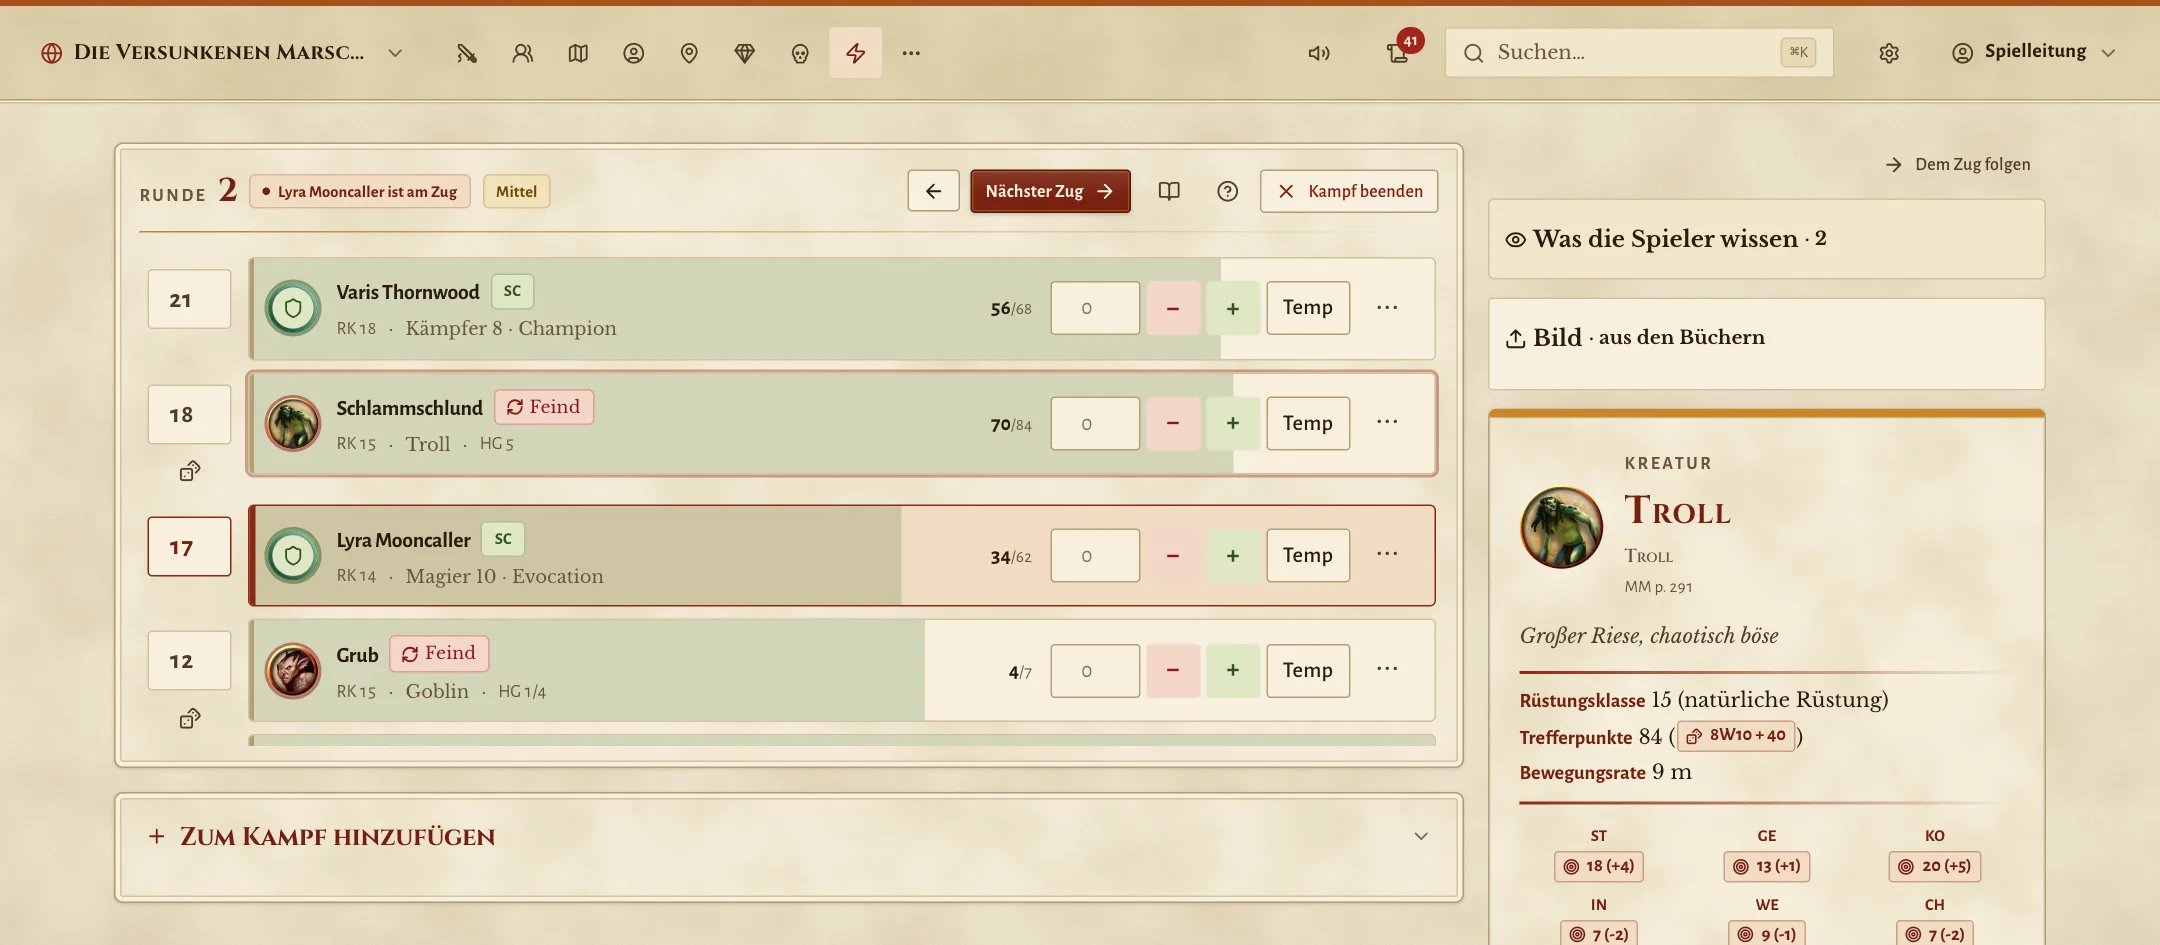 Die Versunkenen Marsc...
41
Suchen...
⌘K
Spielleitung
Runde 2
Lyra Mooncaller ist am Zug
Mittel
Nächster Zug
Kampf beenden
21
Varis Thornwood
SC
RK 18 · Kämpfer 8 · Champion
56/68
0
−
+
Temp
...
18
Schlammschlund
Feind
RK 15 · Troll · HG 5
70/84
0
−
+
Temp
...
17
Lyra Mooncaller
SC
RK 14 · Magier 10 · Evocation
34/62
0
−
+
Temp
...
12
Grub
Feind
RK 15 · Goblin · HG 1/4
4/7
0
−
+
Temp
...
+ Zum Kampf hinzufügen
Dem Zug folgen
Was die Spieler wissen · 2
Bild · aus den Büchern
KREATUR
Troll
Troll
MM p. 291
Großer Riese, chaotisch böse
Rüstungsklasse 15 (natürliche Rüstung)
Trefferpunkte 84 (8W10 + 40)
Bewegungsrate 9 m
ST
GE
KO
18 (+4)
13 (+1)
20 (+5)
IN
WE
CH
7 (-2)
9 (-1)
7 (-2)